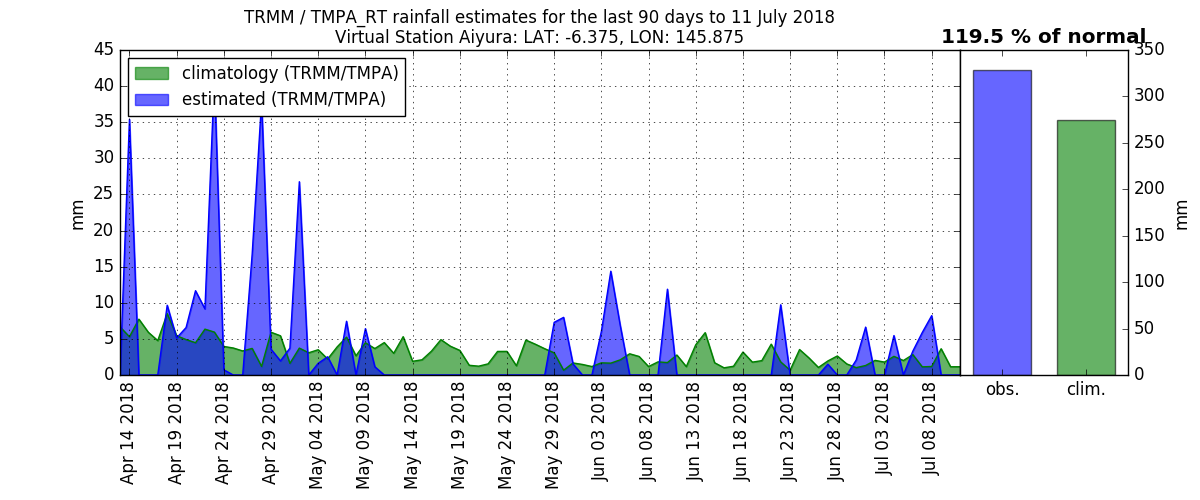 TRMM / TMPA_RT rainfall estimates for the last 90 days to 11 July 2018
Virtual Station Aiyura: LAT: -6.375, LON: 145.875
119.5 % of normal
climatology (TRMM/TMPA)
estimated (TRMM/TMPA)
mm
45
40
35
30
25
20
15
10
5
0
Apr 14 2018
Apr 19 2018
Apr 24 2018
Apr 29 2018
May 04 2018
May 09 2018
May 14 2018
May 19 2018
May 24 2018
May 29 2018
Jun 03 2018
Jun 08 2018
Jun 13 2018
Jun 18 2018
Jun 23 2018
Jun 28 2018
Jul 03 2018
Jul 08 2018
350
300
250
200
150
100
50
0
mm
obs.
clim.